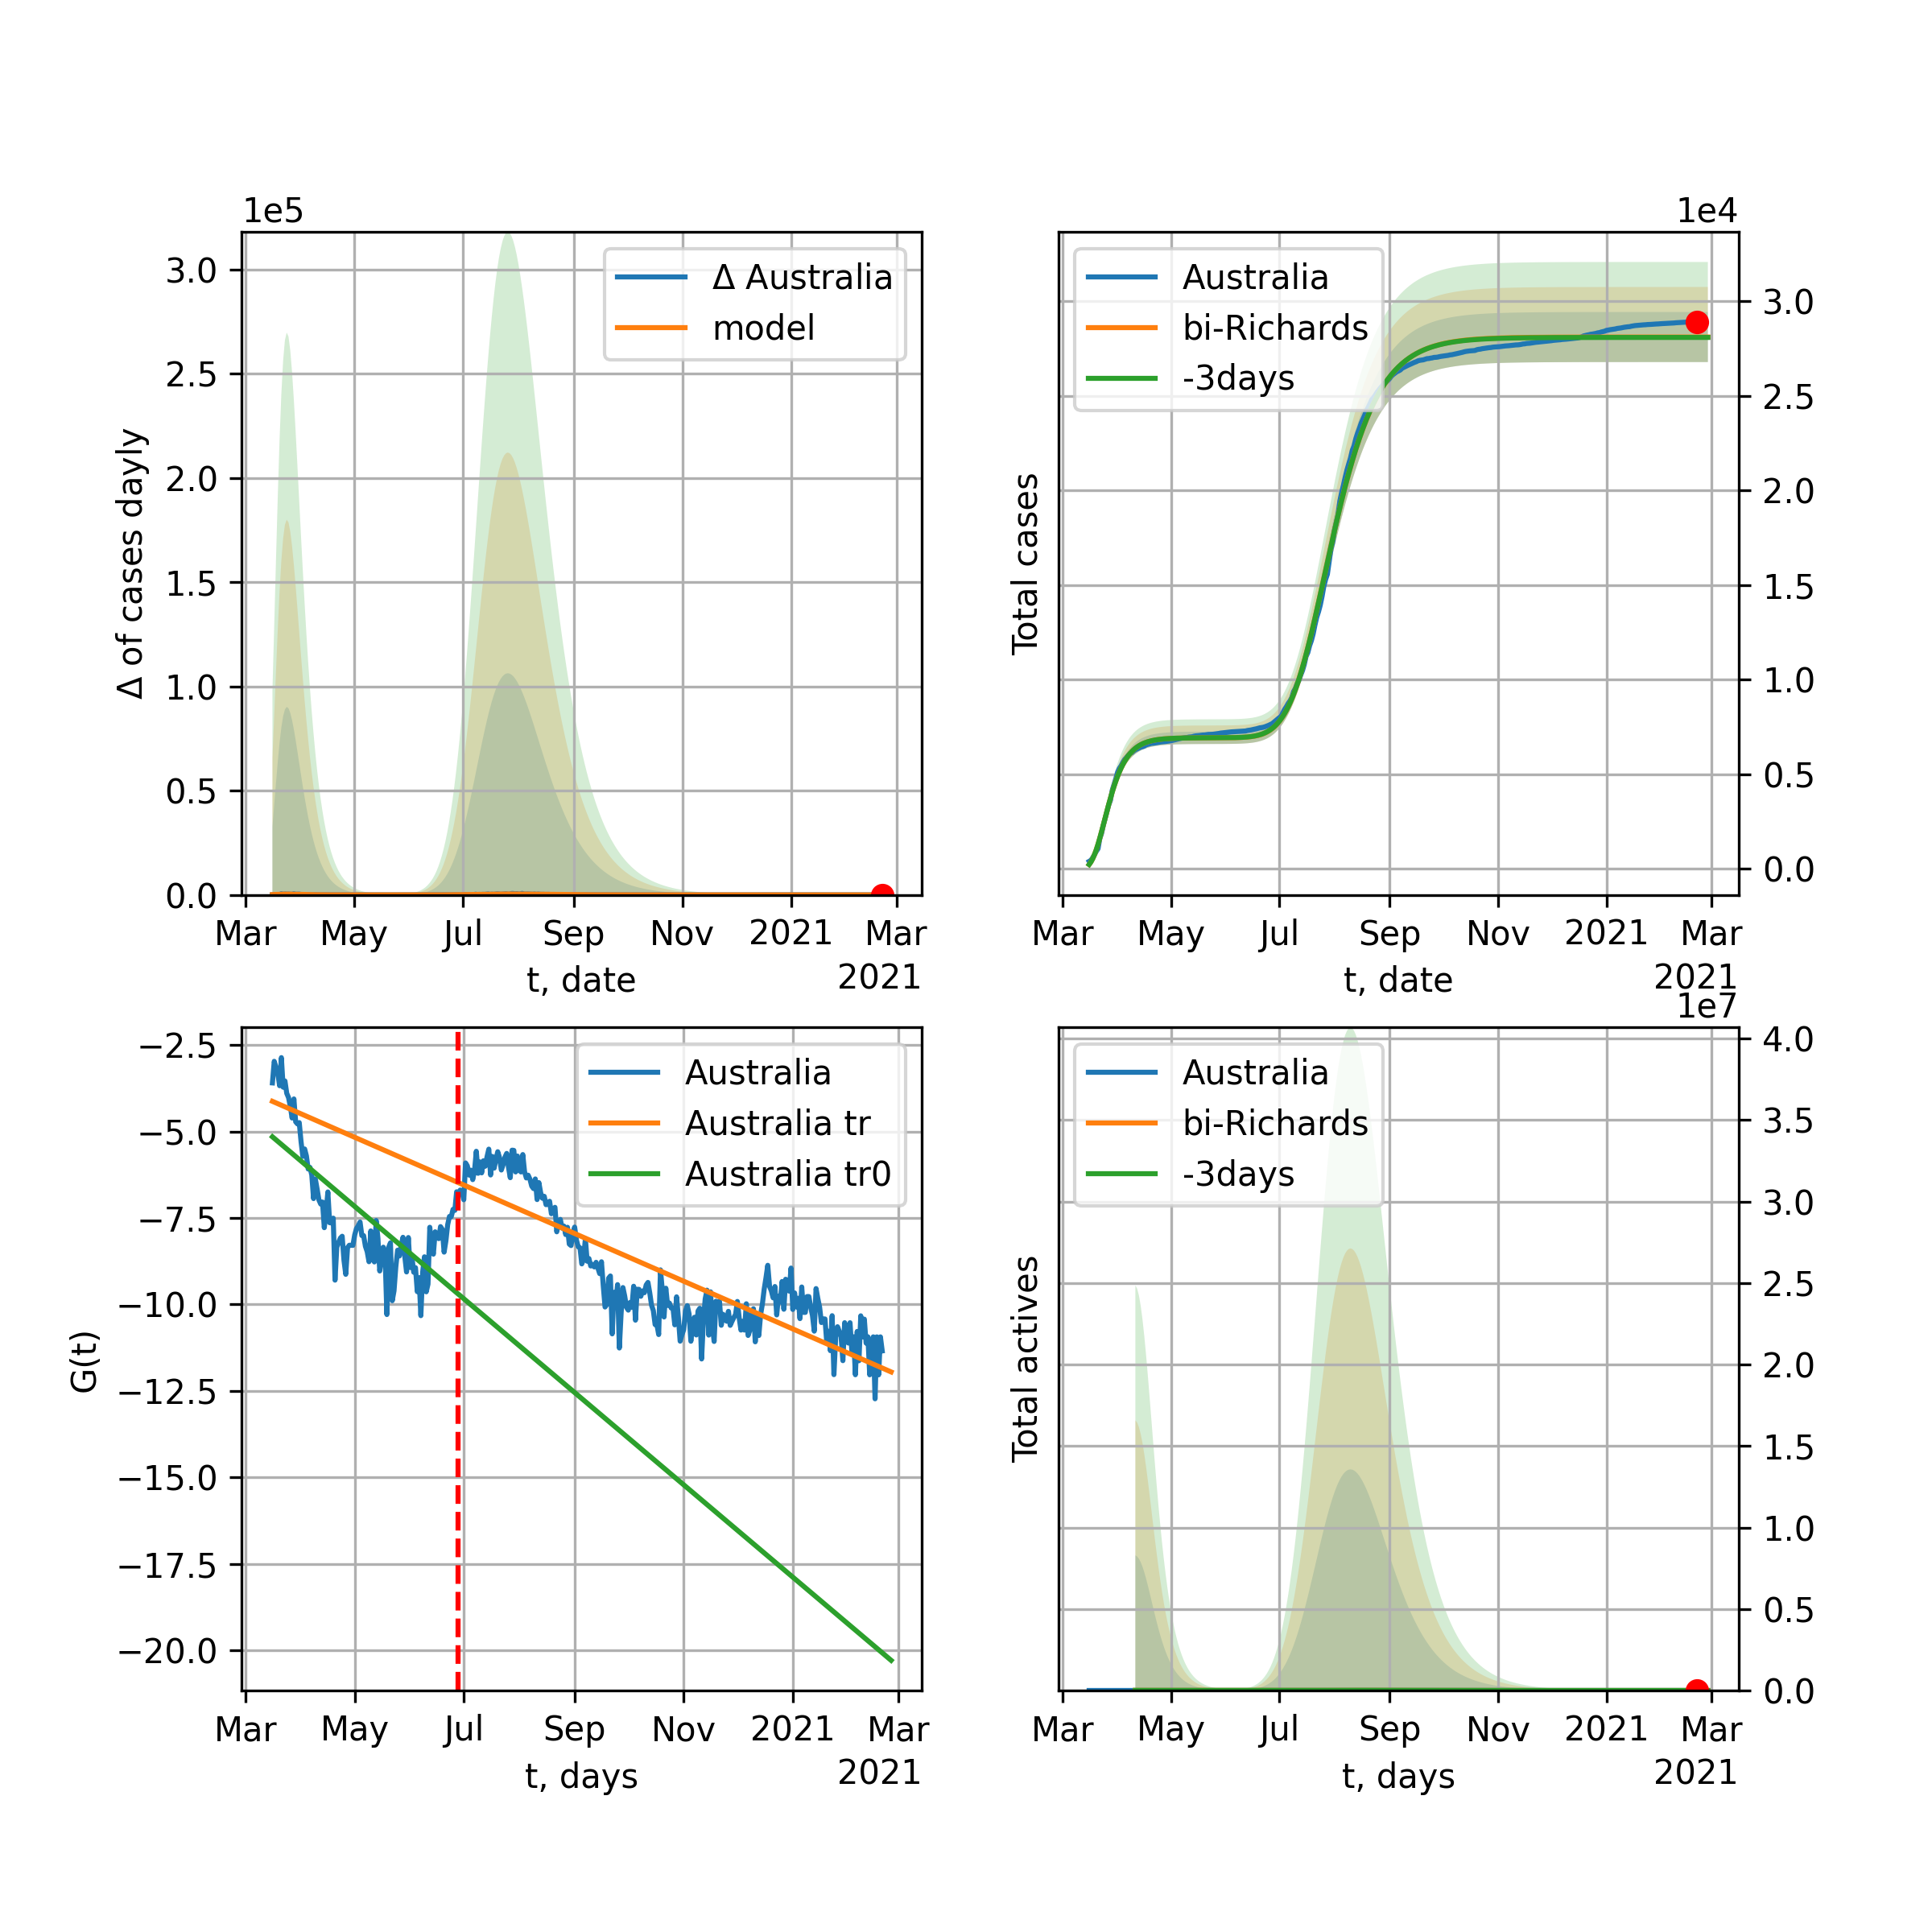 1e5
Δ of cases dayly
3.0
2.5
2.0
1.5
1.0
0.5
0.0
Δ Australia
model
Mar May Jul Sep Nov 2021 Mar
t, date 2021
1e4
Total cases
Australia
bi-Richards
-3days
3.0
2.5
2.0
1.5
1.0
0.5
0.0
Mar May Jul Sep Nov 2021 Mar
t, date 2021
G(t)
−2.5
−5.0
−7.5
−10.0
−12.5
−15.0
−17.5
−20.0
Australia
Australia tr
Australia tr0
Mar May Jul Sep Nov 2021 Mar
t, days 2021
1e7
Total actives
Australia
bi-Richards
-3days
4.0
3.5
3.0
2.5
2.0
1.5
1.0
0.5
0.0
Mar May Jul Sep Nov 2021 Mar
t, days 2021